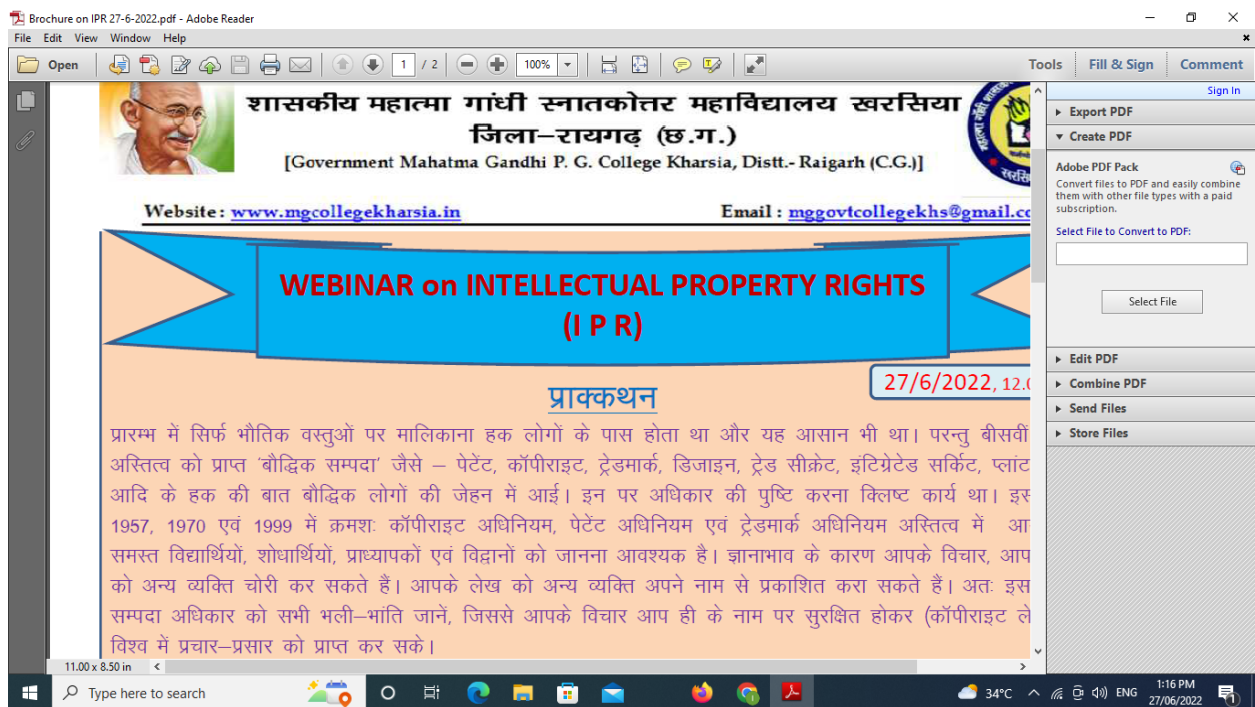 Brochure on IPR 27-6-2022.pdf - Adobe Reader
File Edit View Window Help
Open 1 / 2 100% Tools Fill & Sign Comment
Sign In
शासकीय महात्मा गांधी स्नातकोत्तर महाविद्यालय खरसिया
जिला–रायगढ़ (छ.ग.)
[Government Mahatma Gandhi P. G. College Kharsia, Distt.- Raigarh (C.G.)]
Website : www.mgcollegekharsia.in Email : mggovtcollegekhs@gmail.co
WEBINAR on INTELLECTUAL PROPERTY RIGHTS
(I P R)
27/6/2022, 12.0
प्राक्कथन
प्रारम्भ में सिर्फ भौतिक वस्तुओं पर मालिकाना हक लोगों के पास होता था और यह आसान भी था। परन्तु बीसवीं
अस्तित्व को प्राप्त 'बौद्धिक सम्पदा' जैसे – पेटेंट, कॉपीराइट, ट्रेडमार्क, डिजाइन, ट्रेड सीक्रेट, इंटिग्रेटेड सर्किट, प्लांट
आदि के हक की बात बौद्धिक लोगों की जेहन में आई। इन पर अधिकार की पुष्टि करना क्लिष्ट कार्य था। इस
1957, 1970 एवं 1999 में क्रमशः कॉपीराइट अधिनियम, पेटेंट अधिनियम एवं ट्रेडमार्क अधिनियम अस्तित्व में आ
समस्त विद्यार्थियों, शोधार्थियों, प्राध्यापकों एवं विद्वानों को जानना आवश्यक है। ज्ञानाभाव के कारण आपके विचार, आप
को अन्य व्यक्ति चोरी कर सकते हैं। आपके लेख को अन्य व्यक्ति अपने नाम से प्रकाशित करा सकते हैं। अतः इस
सम्पदा अधिकार को सभी भली–भांति जानें, जिससे आपके विचार आप ही के नाम पर सुरक्षित होकर (कॉपीराइट ले
विश्व में प्रचार–प्रसार को प्राप्त कर सके।
Export PDF
Create PDF
Adobe PDF Pack
Convert files to PDF and easily combine
them with other file types with a paid
subscription.
Select File to Convert to PDF:
Select File
Edit PDF
Combine PDF
Send Files
Store Files
11.00 x 8.50 in
Type here to search
34°C ENG 1:16 PM
27/06/2022
1